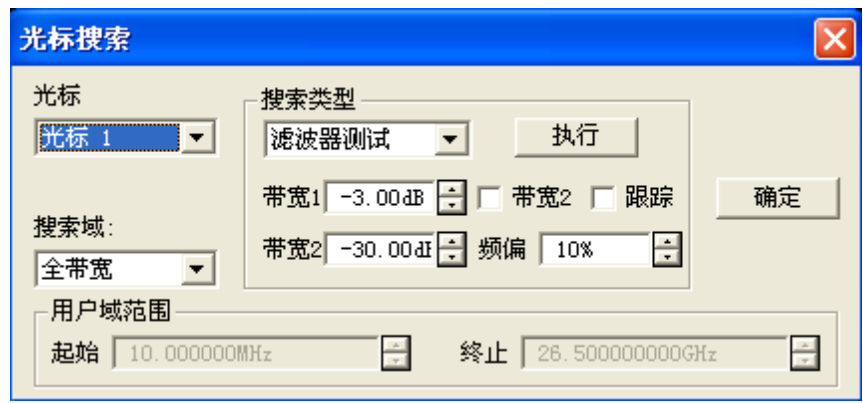 光标搜索
光标
搜索类型
光标 1
滤波器测试
执行
带宽1 -3.00dB 带宽2 跟踪
确定
搜索域:
带宽2 -30.00dB 频偏 10%
全带宽
用户域范围
起始 10.000000MHz 终止 26.500000000GHz